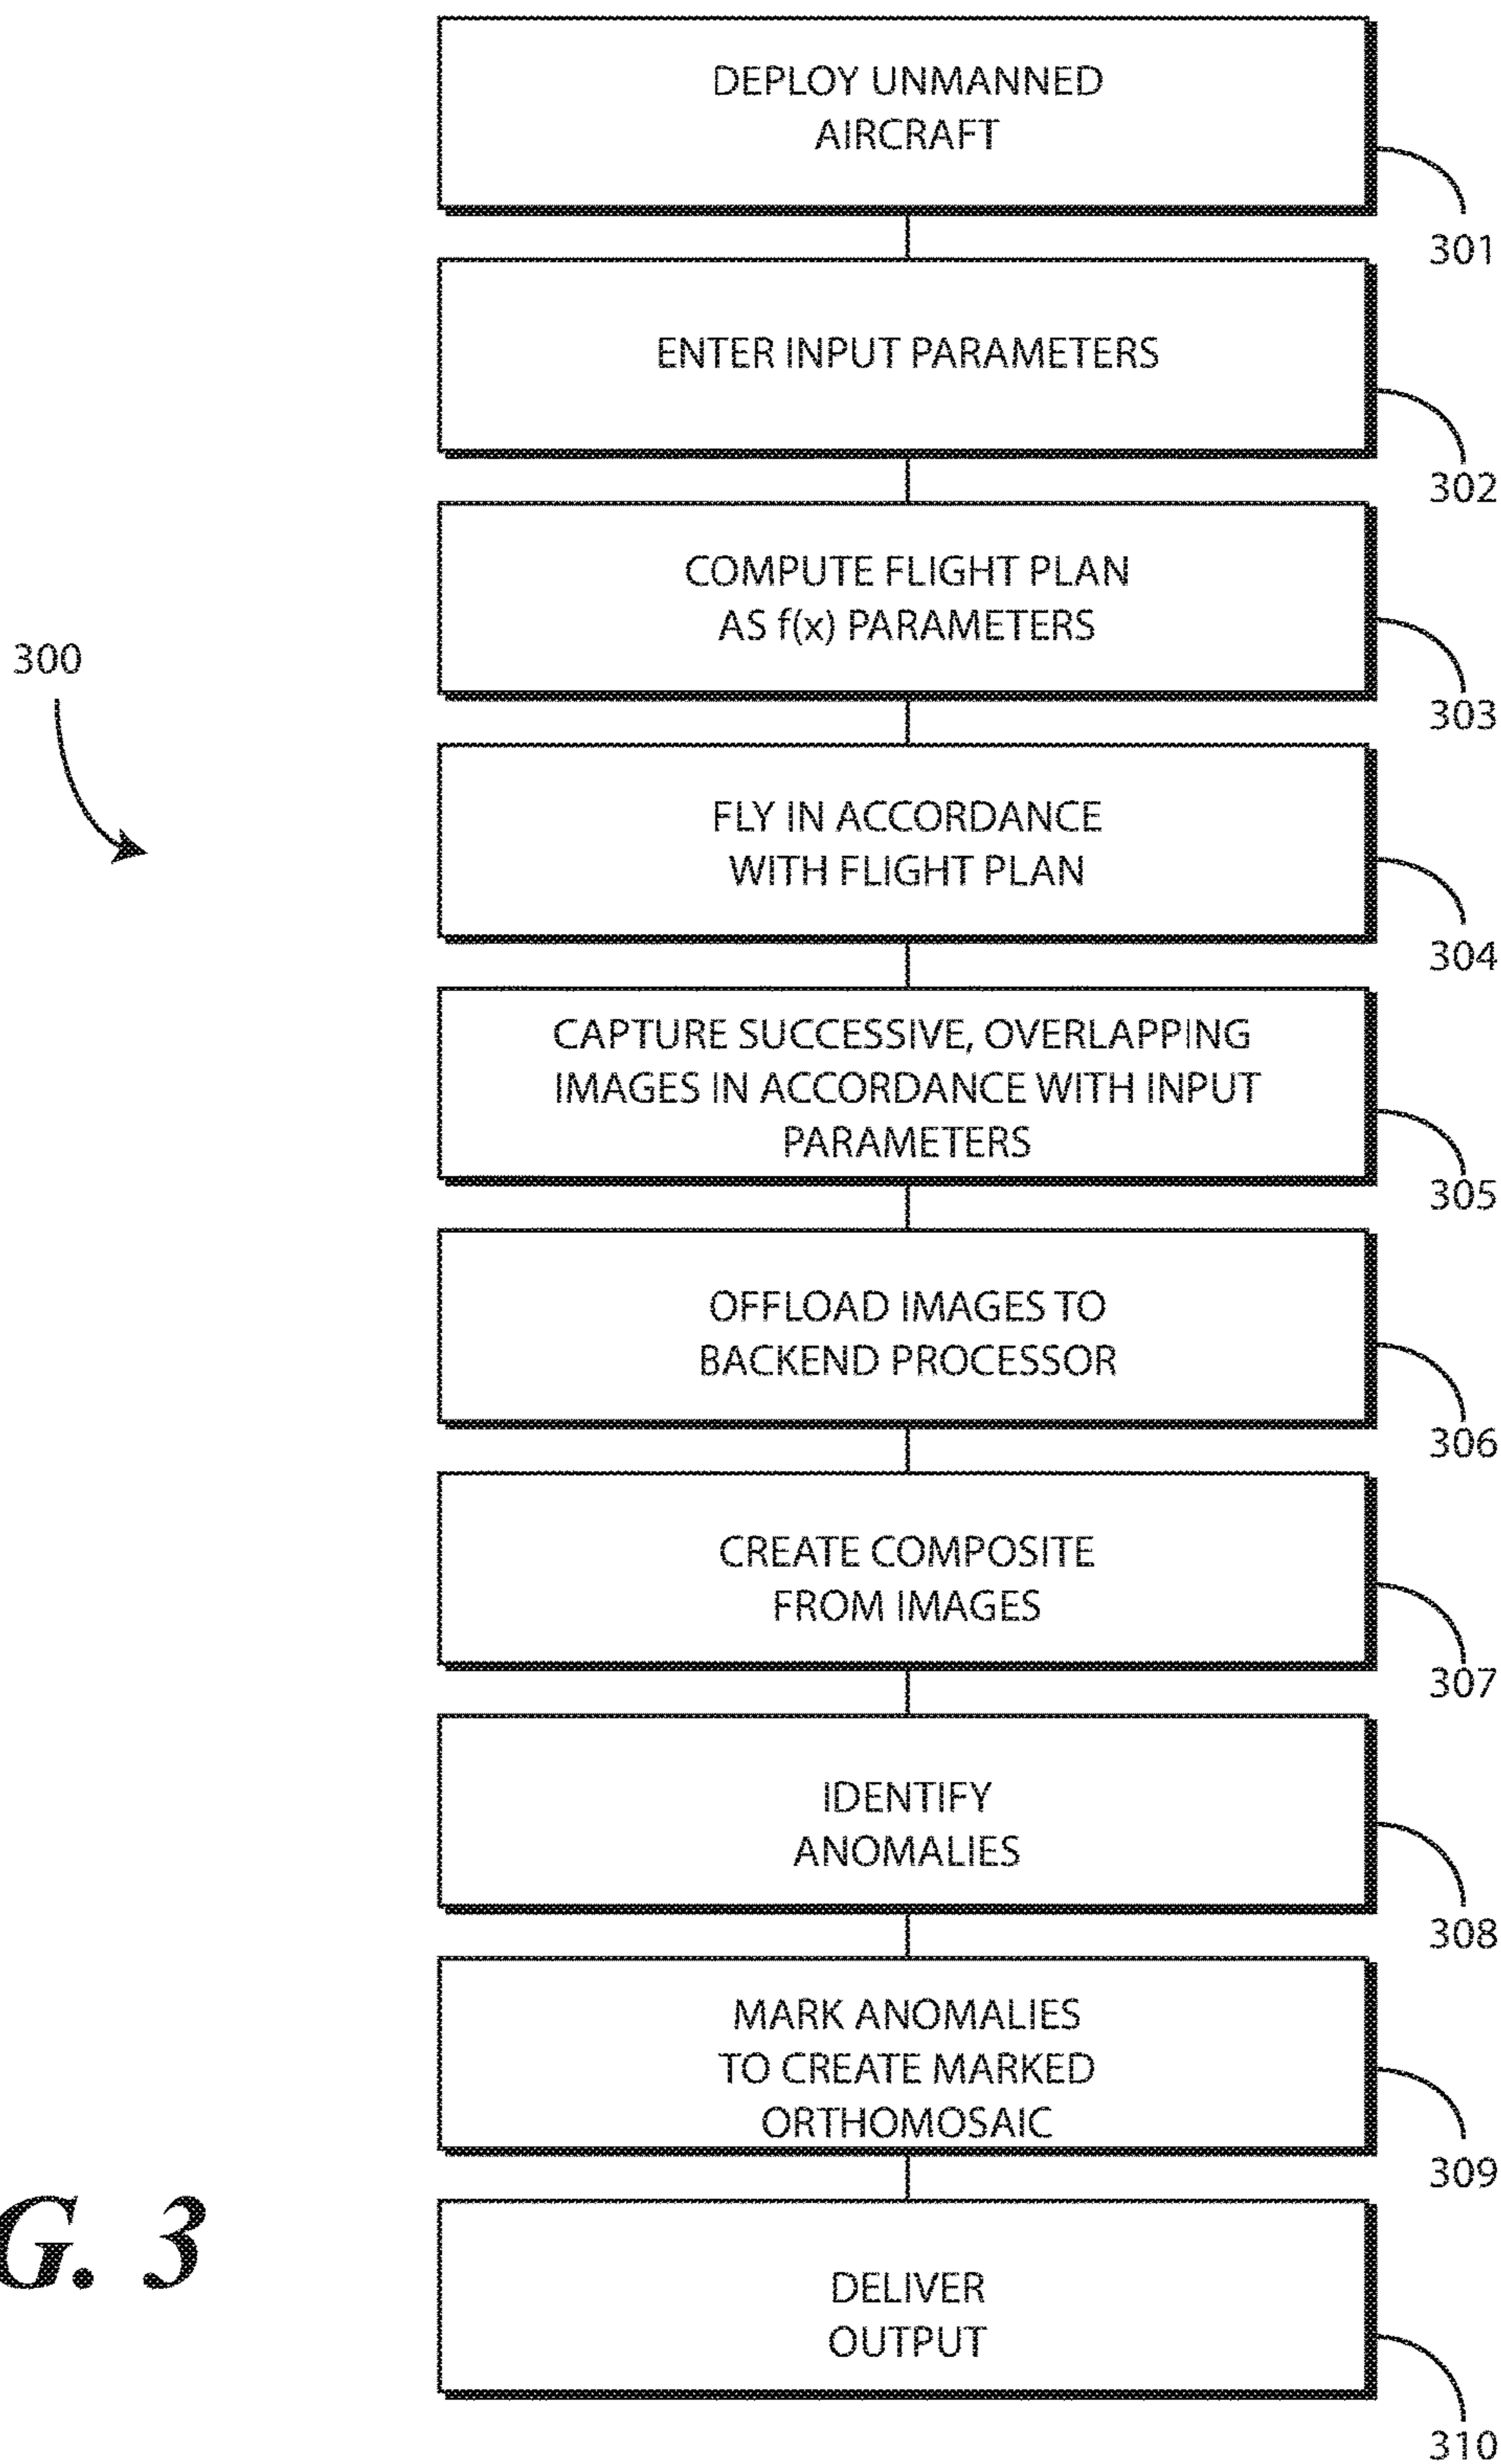 DEPLOY UNMANNED
AIRCRAFT
301
ENTER INPUT PARAMETERS
302
COMPUTE FLIGHT PLAN
AS f(x) PARAMETERS
303
300
FLY IN ACCORDANCE
WITH FLIGHT PLAN
304
CAPTURE SUCCESSIVE, OVERLAPPING
IMAGES IN ACCORDANCE WITH INPUT
PARAMETERS
305
OFFLOAD IMAGES TO
BACKEND PROCESSOR
306
CREATE COMPOSITE
FROM IMAGES
307
IDENTIFY
ANOMALIES
308
MARK ANOMALIES
TO CREATE MARKED
ORTHOMOSAIC
309
G. 3
DELIVER
OUTPUT
310